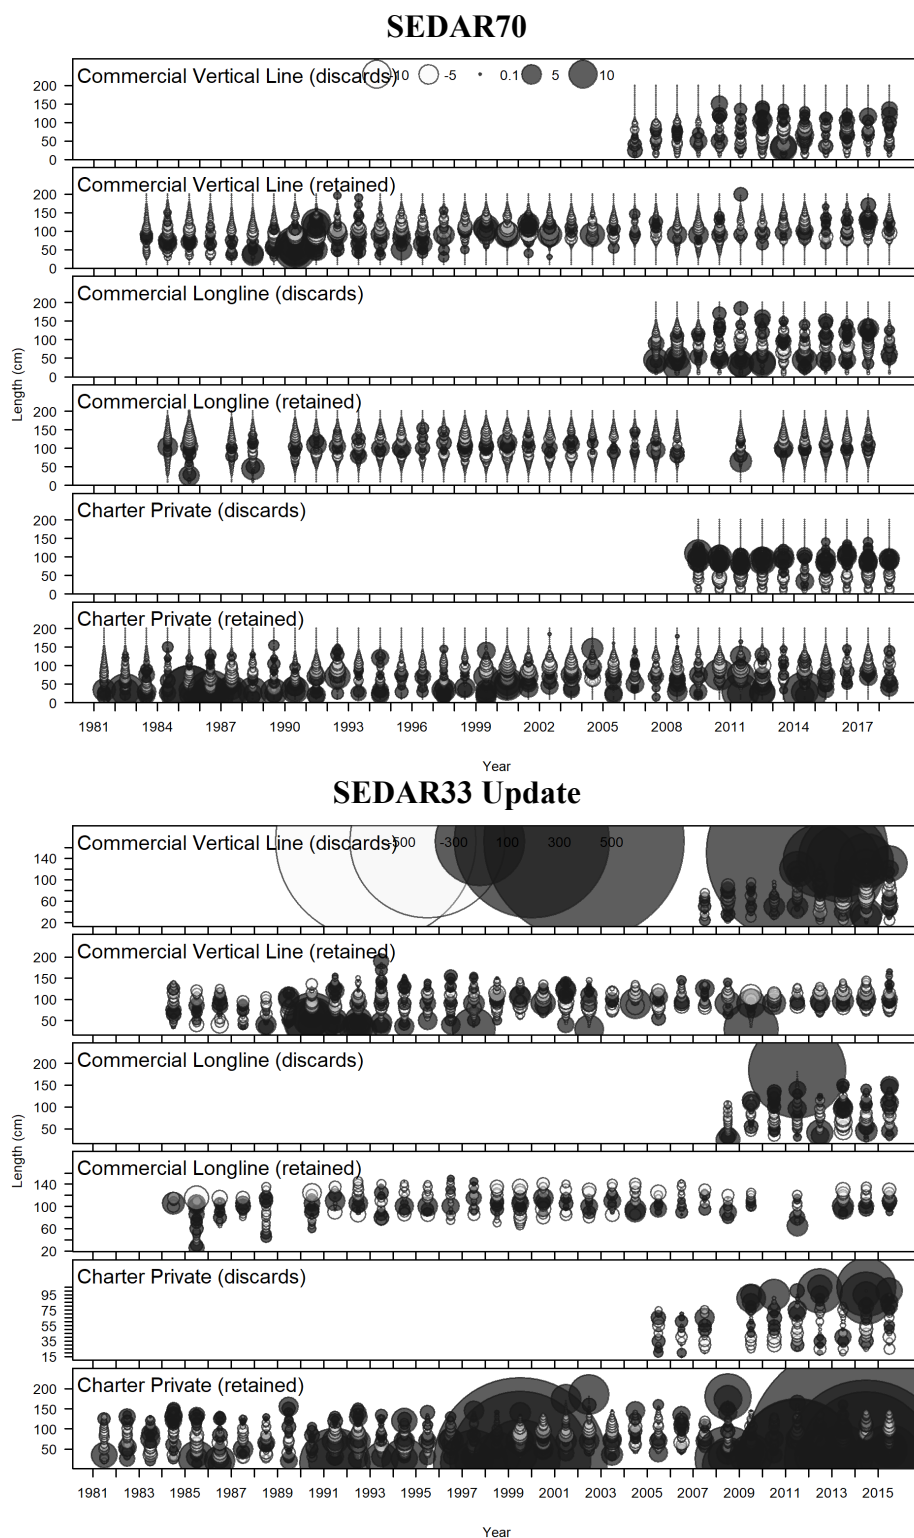 SEDAR70
Commercial Vertical Line (discards)
-10 -5 0.1 5 10
200
150
100
50
0
Commercial Vertical Line (retained)
200
150
100
50
0
Commercial Longline (discards)
200
150
100
50
0
Length (cm)
Commercial Longline (retained)
200
150
100
50
0
Charter Private (discards)
200
150
100
50
0
Charter Private (retained)
200
150
100
50
0
1981 1984 1987 1990 1993 1996 1999 2002 2005 2008 2011 2014 2017
Year
SEDAR33 Update
Commercial Vertical Line (discards)
-500 -300 100 300 500
140
100
60
20
Commercial Vertical Line (retained)
200
150
100
50
Commercial Longline (discards)
200
150
100
50
Length (cm)
Commercial Longline (retained)
140
100
60
20
Charter Private (discards)
95
75
55
35
15
Charter Private (retained)
200
150
100
50
1981 1983 1985 1987 1989 1991 1993 1995 1997 1999 2001 2003 2005 2007 2009 2011 2013 2015
Year